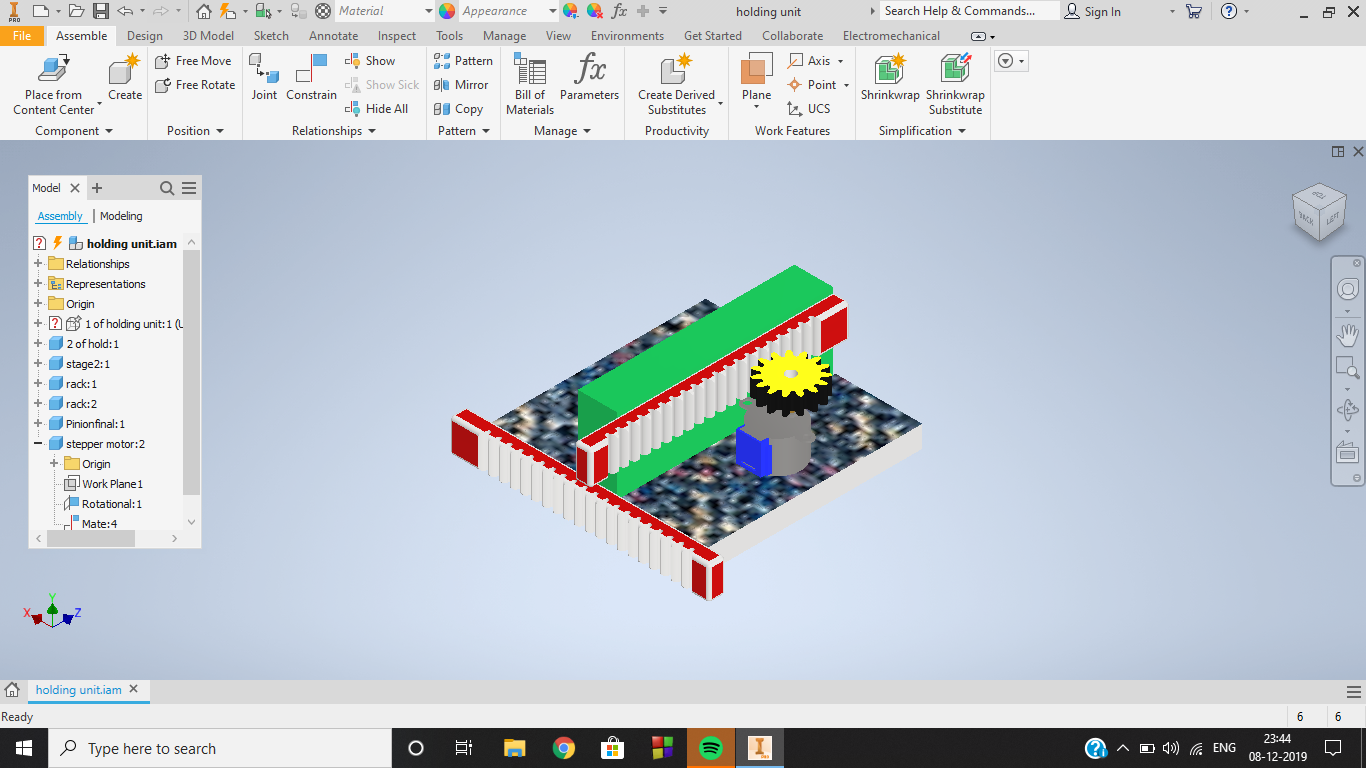 Material
Appearance
fx
holding unit
Search Help & Commands...
Sign In
PRO
File
Assemble
Design
3D Model
Sketch
Annotate
Inspect
Tools
Manage
View
Environments
Get Started
Collaborate
Electromechanical
Place from
Content Center
Create
Component
Free Move
Free Rotate
Position
Joint
Constrain
Show
Show Sick
Hide All
Relationships
Pattern
Mirror
Copy
Pattern
Bill of
Materials
fx
Parameters
Manage
Create Derived
Substitutes
Productivity
Plane
Axis
Point
UCS
Work Features
Shrinkwrap
Shrinkwrap
Substitute
Simplification
Model
Assembly
Modeling
holding unit.iam
Relationships
Representations
Origin
1 of holding unit:1 (U
2 of hold:1
stage2:1
rack:1
rack:2
Pinionfinal:1
stepper motor:2
Origin
Work Plane1
Rotational:1
Mate:4
TOP
BACK
LEFT
X
Y
Z
holding unit.iam
Ready
6
6
Type here to search
PRO
ENG
23:44
08-12-2019